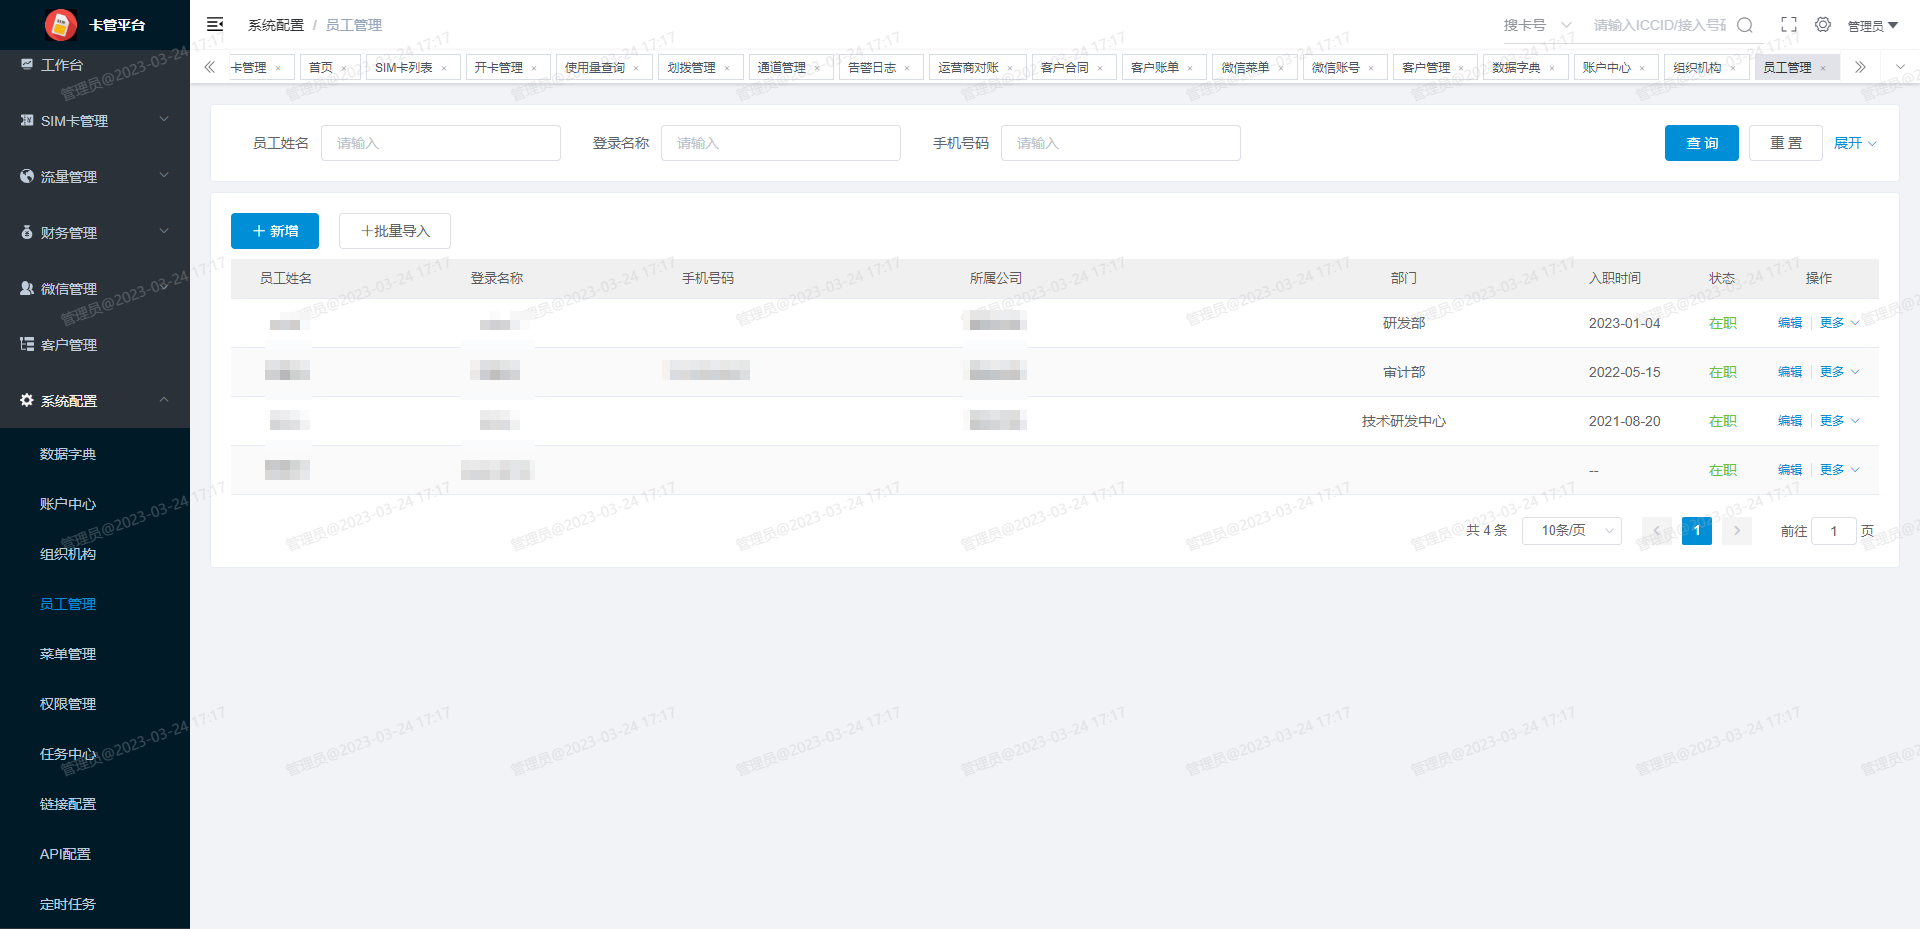 卡管平台
系统配置 / 员工管理
搜卡号
请输入ICCID/接入号码
管理员
卡管理 ×
首页 ×
SIM卡列表 ×
开卡管理 ×
使用量查询 ×
划拨管理 ×
通道管理 ×
告警日志 ×
运营商对账 ×
客户合同 ×
客户账单 ×
微信菜单 ×
微信账号 ×
客户管理 ×
数据字典 ×
账户中心 ×
组织机构 ×
员工管理 ×
工作台
SIM卡管理
流量管理
财务管理
微信管理
客户管理
系统配置
数据字典
账户中心
组织机构
员工管理
菜单管理
权限管理
任务中心
链接配置
API配置
定时任务
员工姓名 请输入 登录名称 请输入 手机号码 请输入 查 询 重 置 展开
+ 新增 +批量导入
员工姓名 登录名称 手机号码 所属公司 部门 入职时间 状态 操作
研发部 2023-01-04 在职 编辑 更多
审计部 2022-05-15 在职 编辑 更多
技术研发中心 2021-08-20 在职 编辑 更多
-- 在职 编辑 更多
共 4 条 10条/页 1 前往 1 页
管理员@2023-03-24 17:17